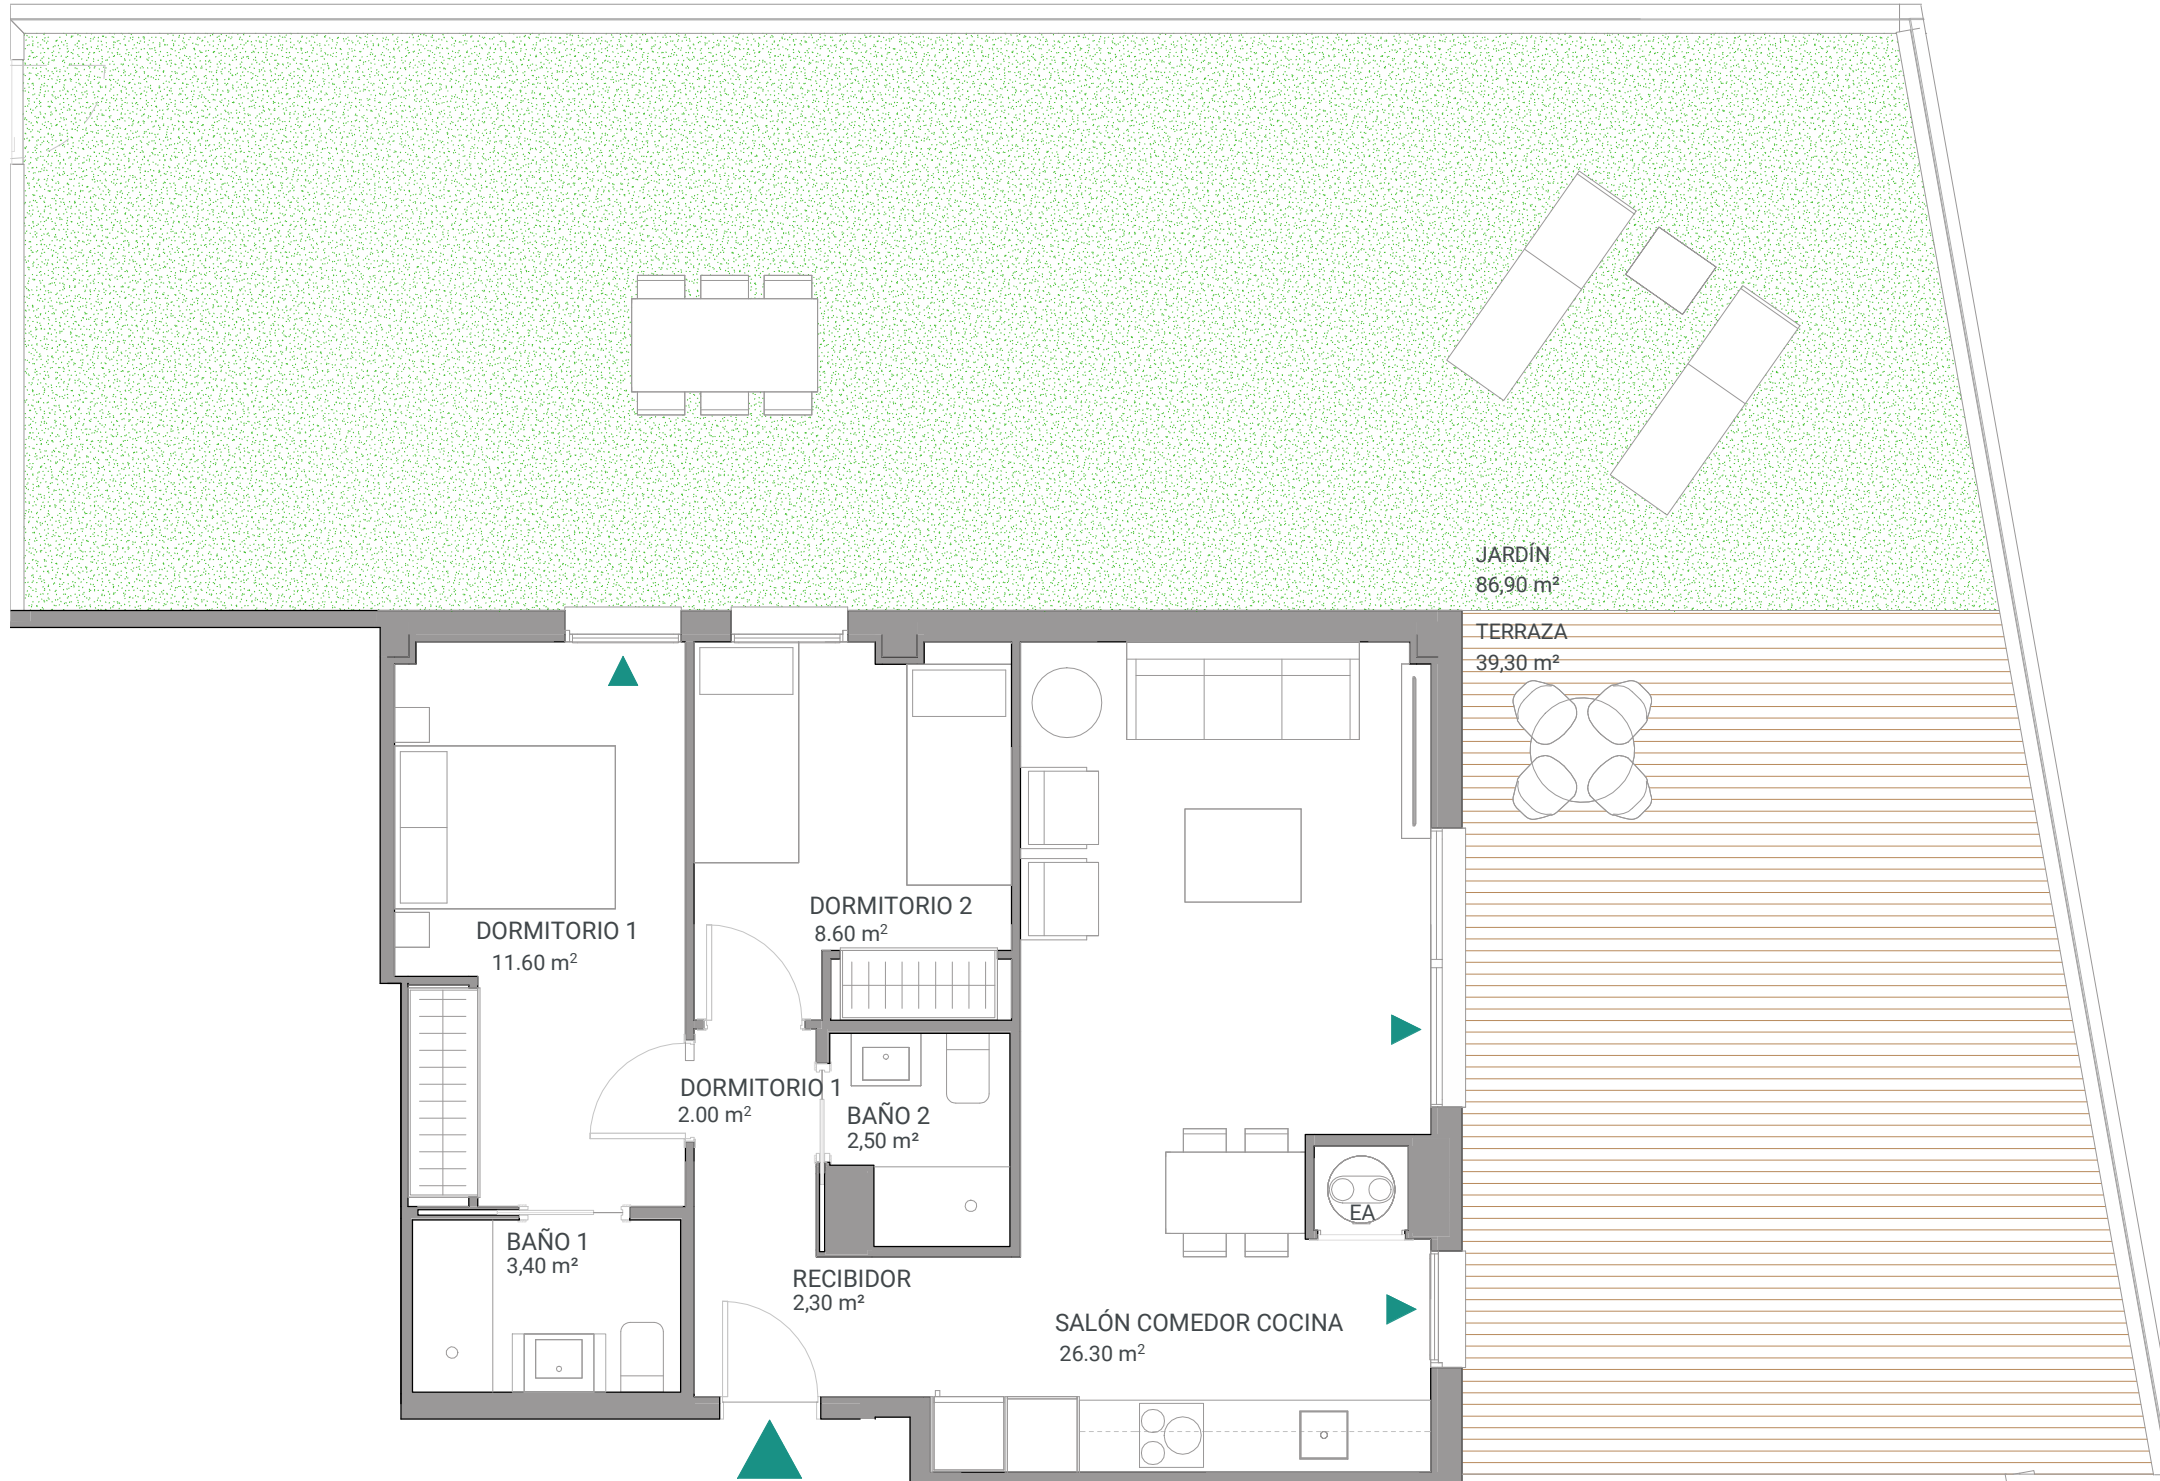 JARDÍN
86,90 m²
TERRAZA
39,30 m²
DORMITORIO 2
8.60 m²
DORMITORIO 1
11.60 m²
DORMITORIO 1
2.00 m²
BAÑO 2
2,50 m²
EA
BAÑO 1
3,40 m²
RECIBIDOR
2,30 m²
SALÓN COMEDOR COCINA
26.30 m²